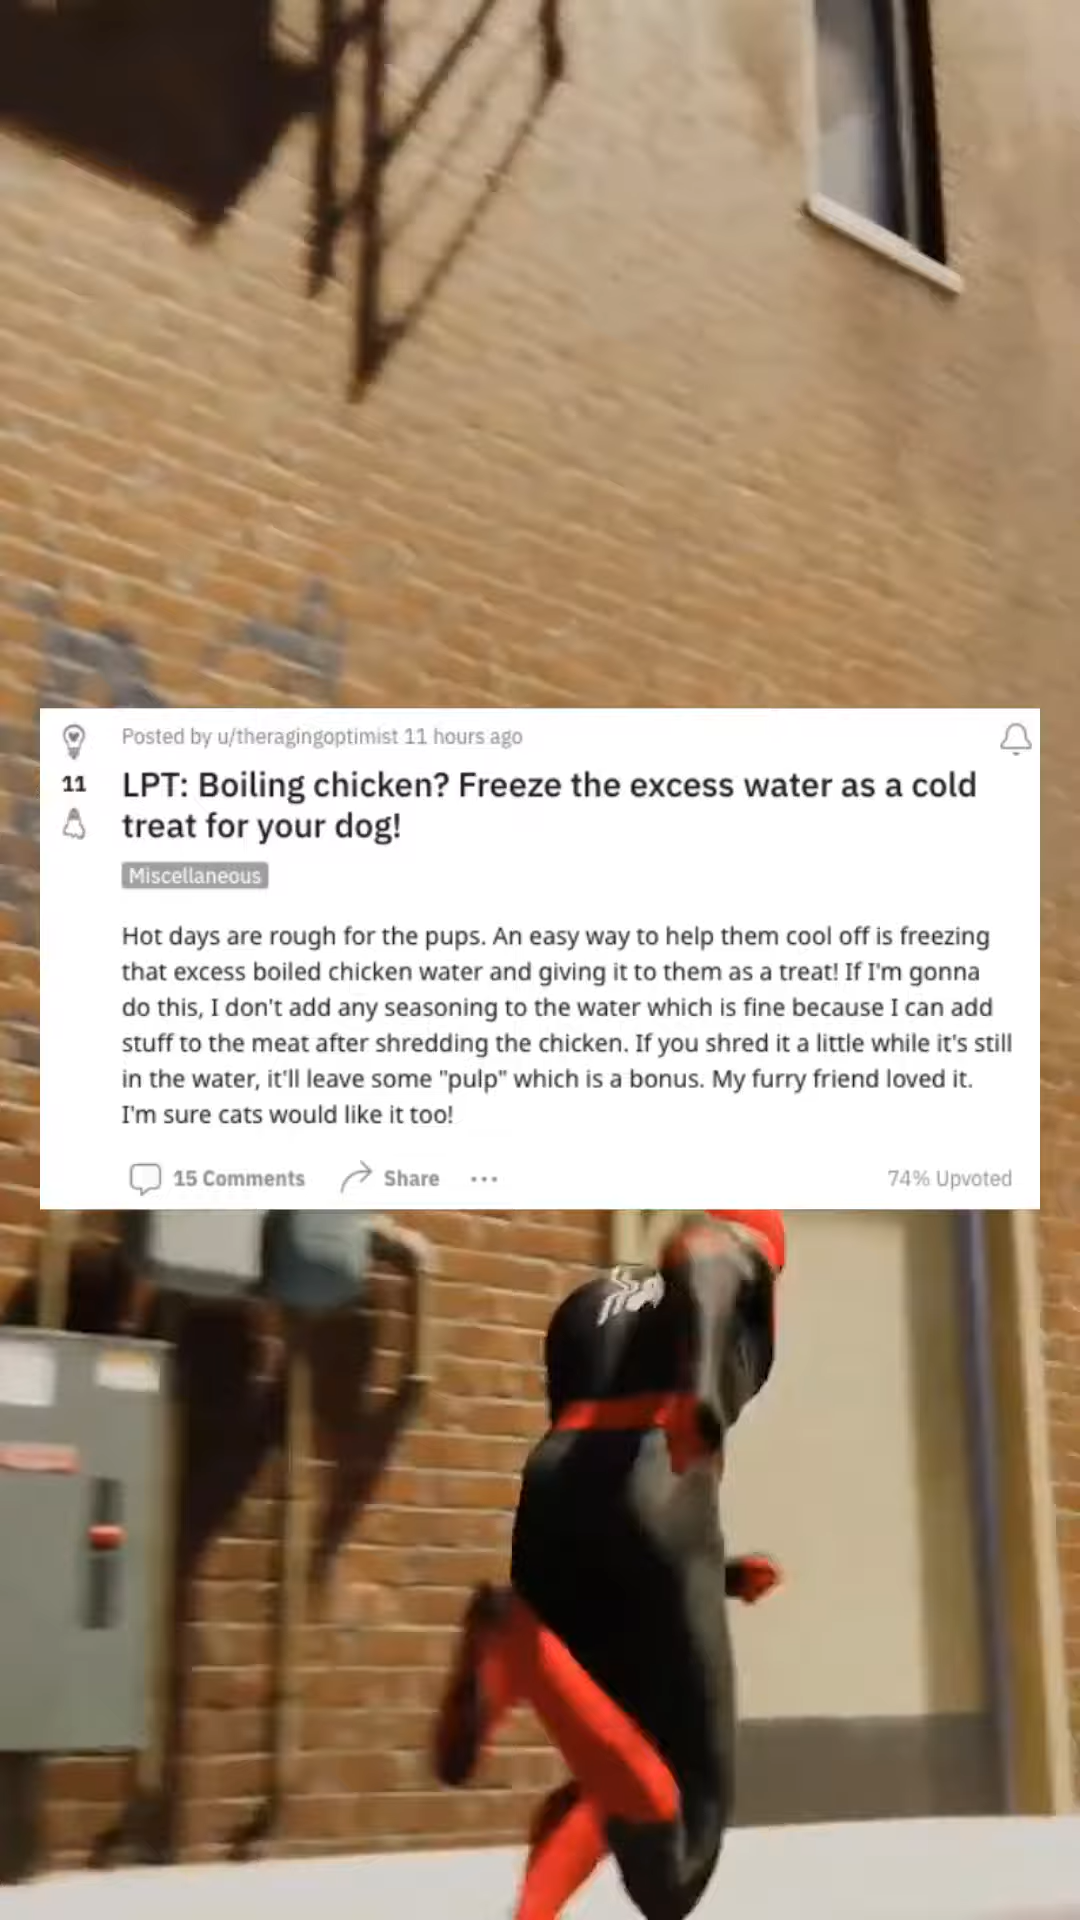 Posted by u/theragingoptimist 11 hours ago
11
LPT: Boiling chicken? Freeze the excess water as a cold
treat for your dog!
Miscellaneous
Hot days are rough for the pups. An easy way to help them cool off is freezing
that excess boiled chicken water and giving it to them as a treat! If I'm gonna
do this, I don't add any seasoning to the water which is fine because I can add
stuff to the meat after shredding the chicken. If you shred it a little while it's still
in the water, it'll leave some "pulp" which is a bonus. My furry friend loved it.
I'm sure cats would like it too!
15 Comments Share ··· 74% Upvoted